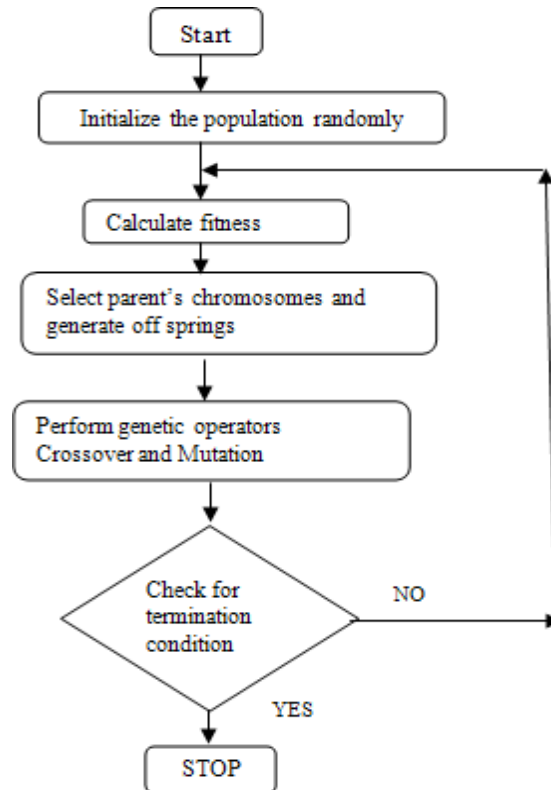 Start
Initialize the population randomly
Calculate fitness
Select parent's chromosomes and
generate off springs
Perform genetic operators
Crossover and Mutation
Check for
termination
condition
NO
YES
STOP